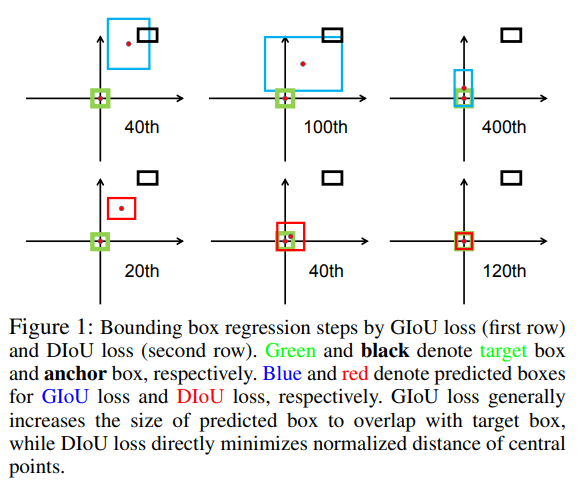 40th
100th
400th
20th
40th
120th
Figure 1: Bounding box regression steps by GIoU loss (first row)
and DIoU loss (second row). Green and black denote target box
and anchor box, respectively. Blue and red denote predicted boxes
for GIoU loss and DIoU loss, respectively. GIoU loss generally
increases the size of predicted box to overlap with target box,
while DIoU loss directly minimizes normalized distance of central
points.